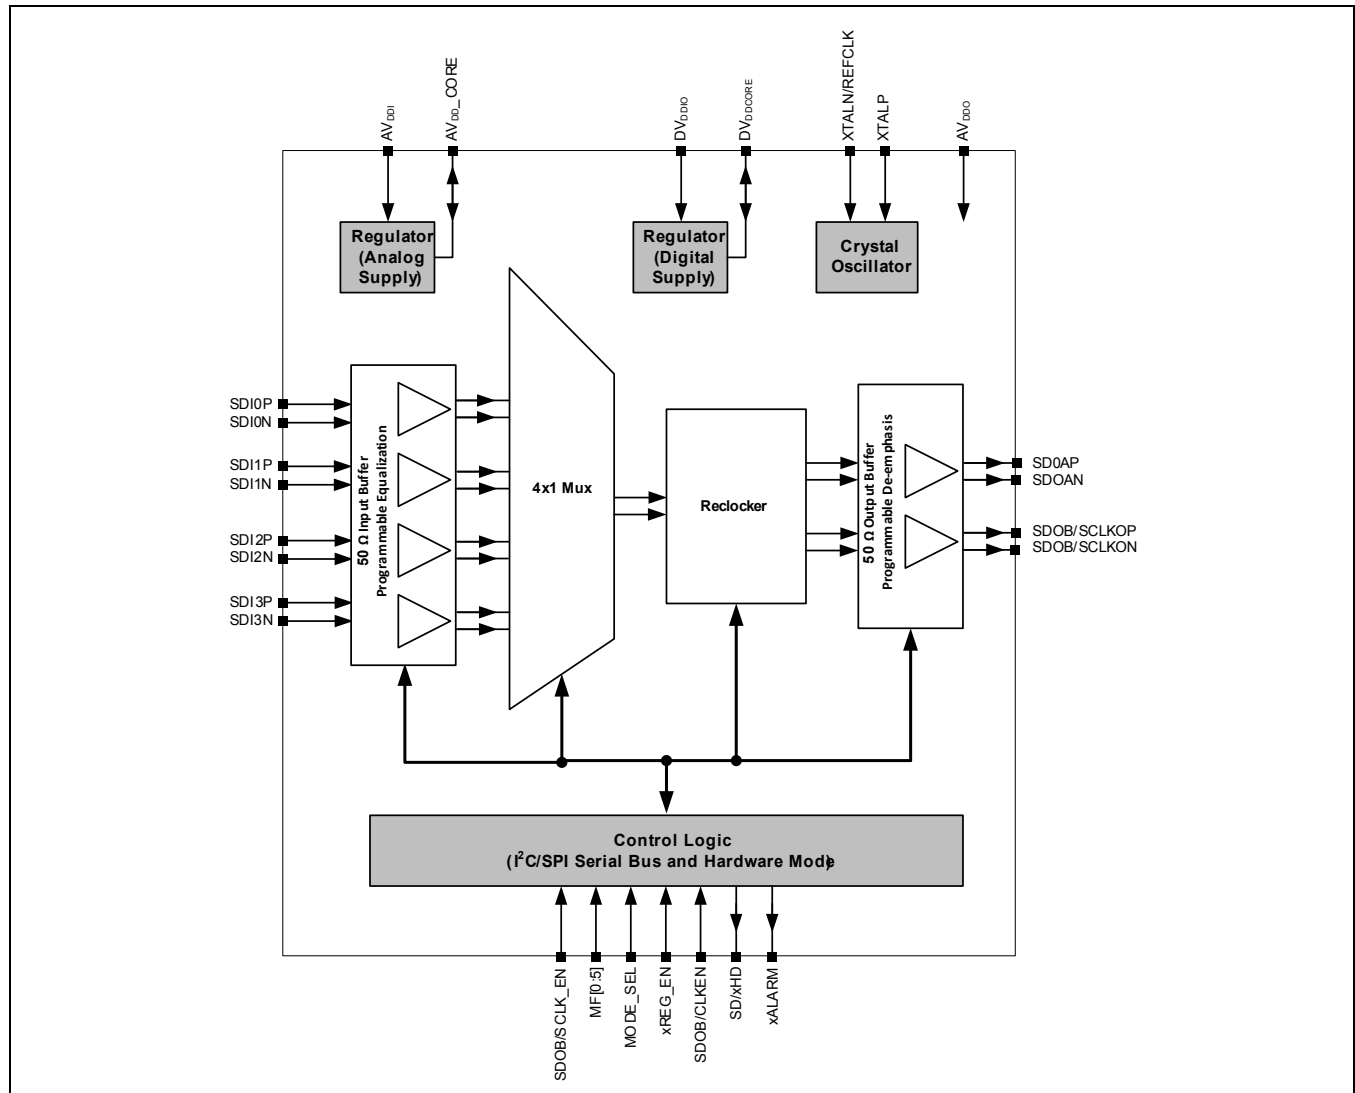 AVDDI
AVDD_CORE
DVDDIO
DVDDCORE
XTALN/REFCLK
XTALP
AVDDO
Regulator
(Analog
Supply)
Regulator
(Digital
Supply)
Crystal
Oscillator
SDI0P
SDI0N
SDI1P
SDI1N
SDI2P
SDI2N
SDI3P
SDI3N
50 Ω Input Buffer
Programmable Equalization
4x1 Mux
Reclocker
50 Ω Output Buffer
Programmable De-emphasis
SD0AP
SDOAN
SDOB/SCLKOP
SDOB/SCLKON
Control Logic
(I²C/SPI Serial Bus and Hardware Mode)
SDOB/SCLK_EN
MF[0:5]
MODE_SEL
xREG_EN
SDOB/CLKEN
SD/xHD
xALARM